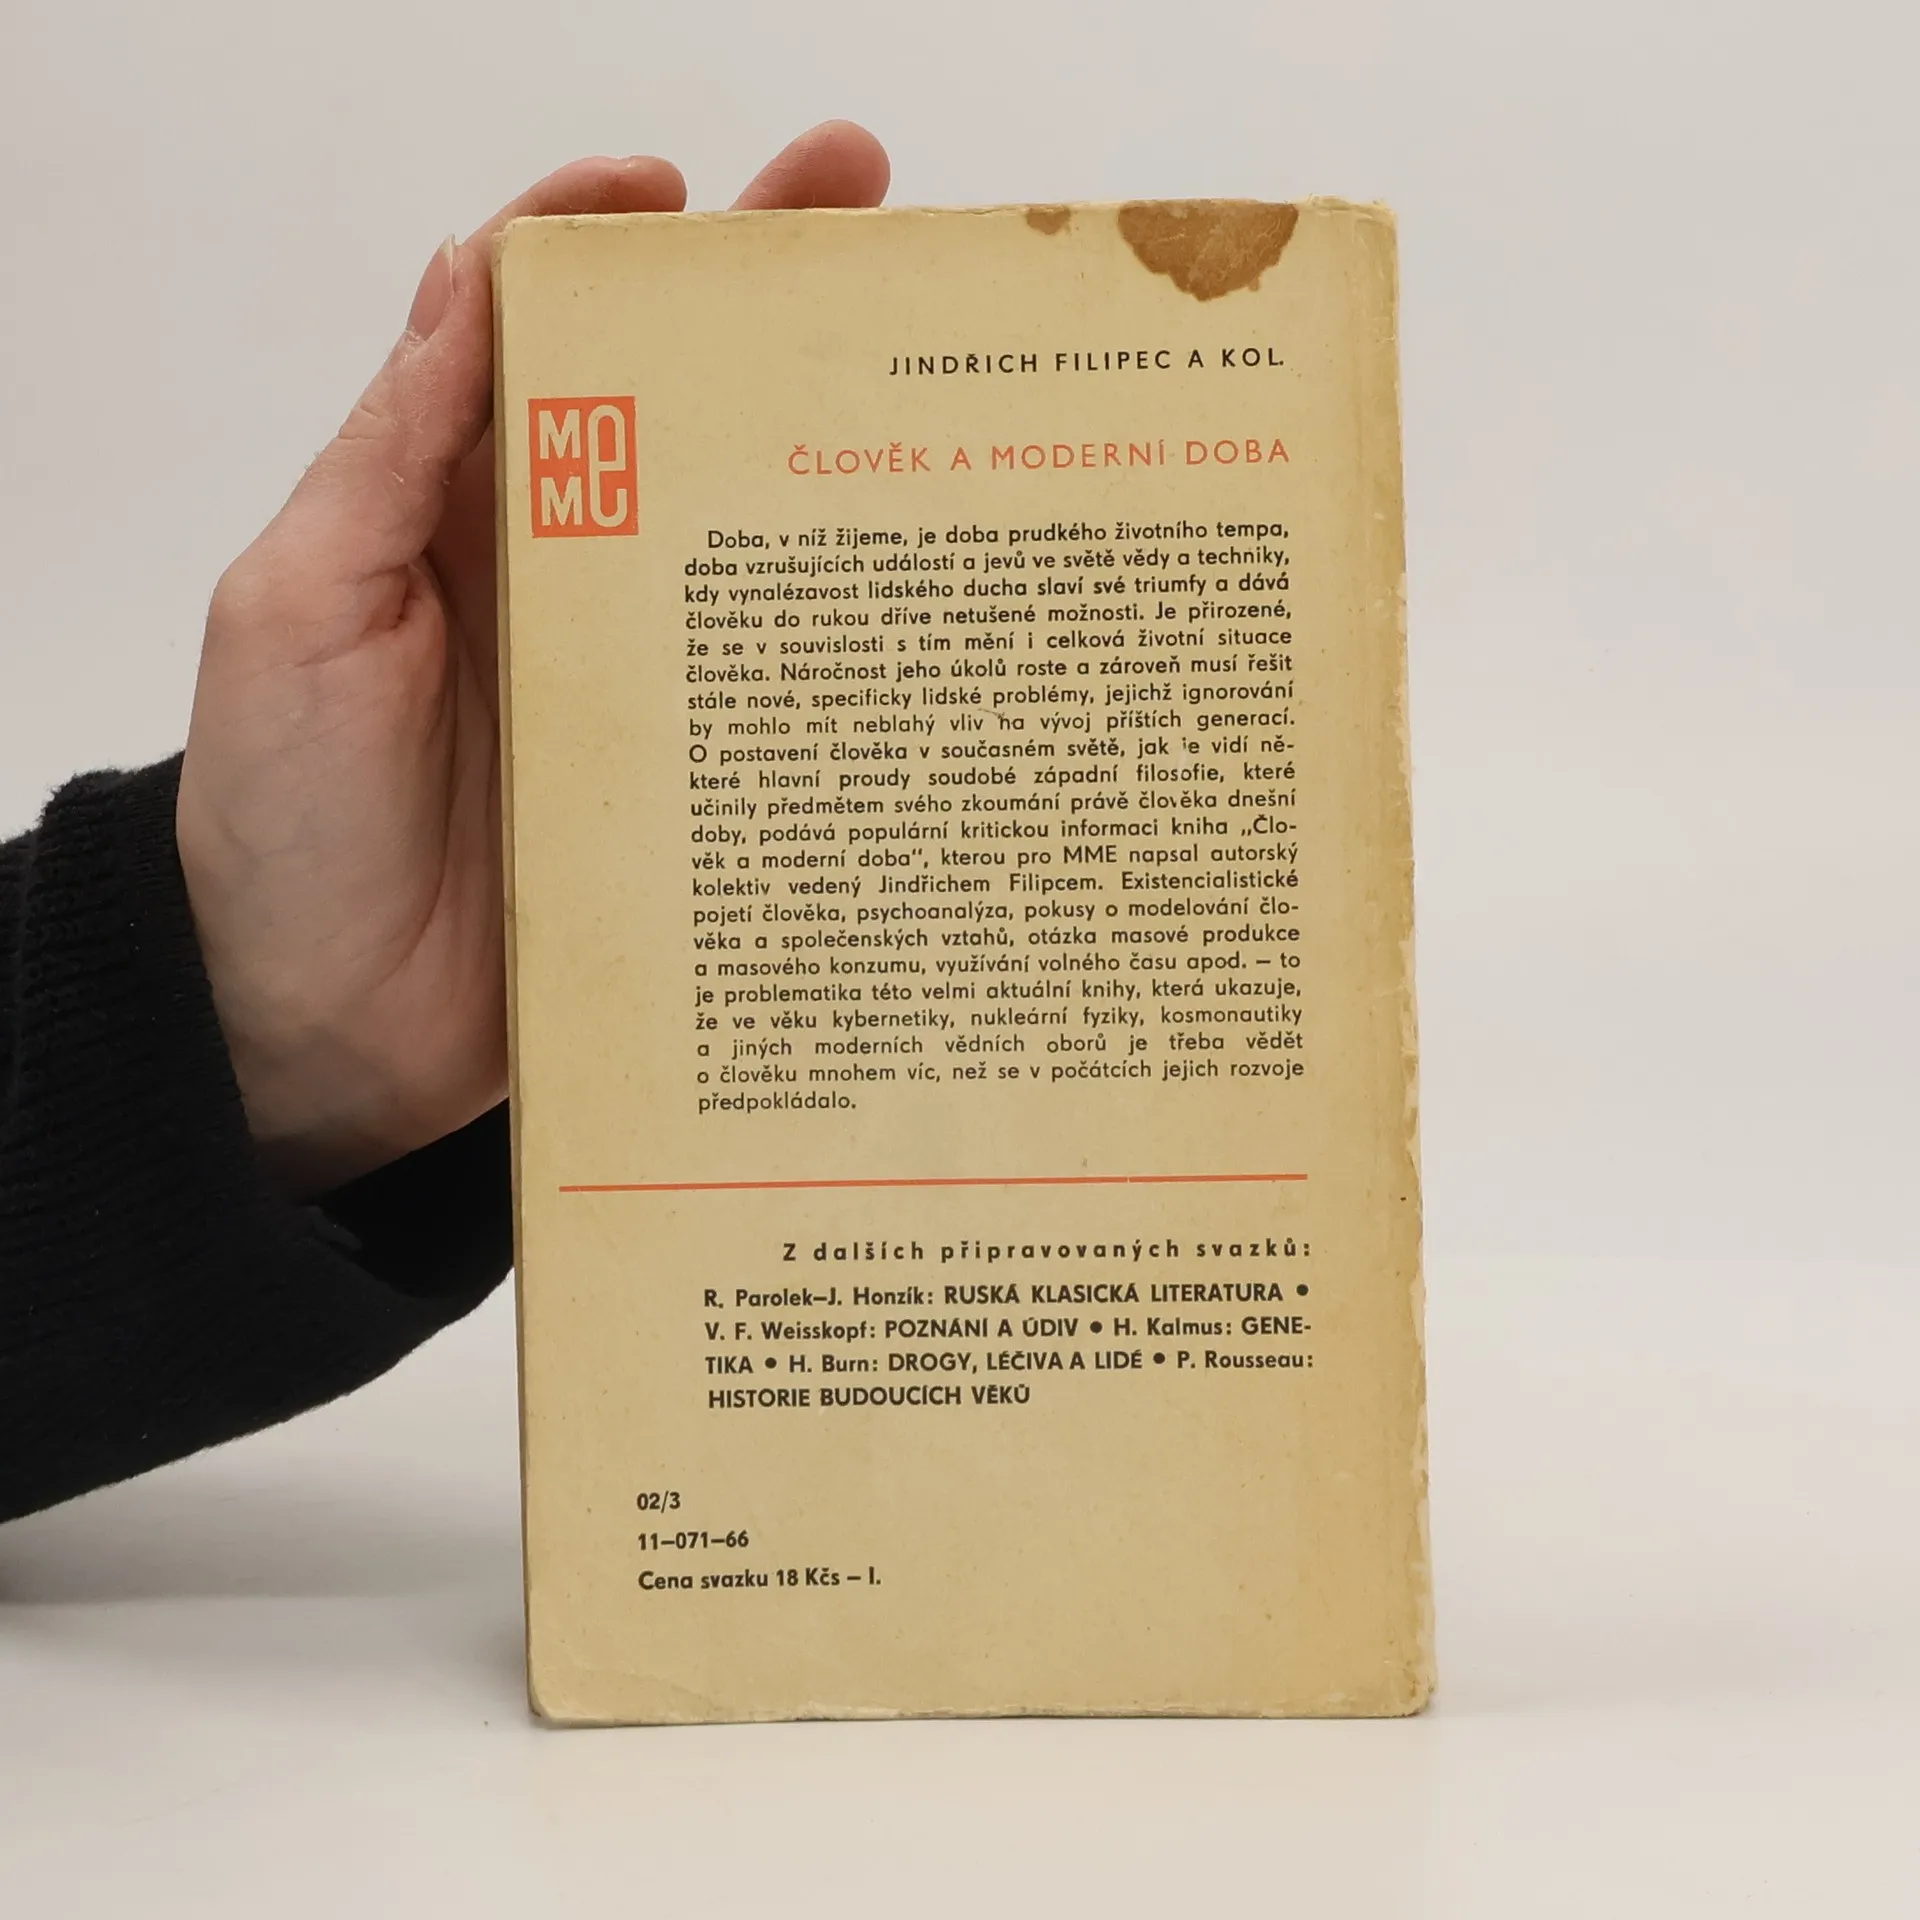 JINDŘICH FILIPEC A KOL.
MME
ČLOVĚK A MODERNÍ DOBA
Doba, v níž žijeme, je doba prudkého životního tempa,
doba vzrušujících událostí a jevů ve světě vědy a techniky,
kdy vynalézavost lidského ducha slaví své triumfy a dává
člověku do rukou dříve netušené možnosti. Je přirozené,
že se v souvislosti s tím mění i celková životní situace
člověka. Náročnost jeho úkolů roste a zároveň musí řešit
stále nové, specificky lidské problémy, jejichž ignorování
by mohlo mít neblahý vliv na vývoj příštích generací.
O postavení člověka v současném světě, jak je vidí ně-
které hlavní proudy soudobé západní filosofie, které
učinily předmětem svého zkoumání právě člověka dnešní
doby, podává populární kritickou informaci kniha „Člo-
věk a moderní doba“, kterou pro MME napsal autorský
kolektiv vedený Jindřichem Filipcem. Existencialistické
pojetí člověka, psychoanalýza, pokusy o modelování člo-
věka a společenských vztahů, otázka masové produkce
a masového konzumu, využívání volného času apod. – to
je problematika této velmi aktuální knihy, která ukazuje,
že ve věku kybernetiky, nukleární fyziky, kosmonautiky
a jiných moderních vědních oborů je třeba vědět
o člověku mnohem víc, než se v počátcích jejich rozvoje
předpokládalo.
Z dalších připravovaných svazků:
R. Parolek–J. Honzík: RUSKÁ KLASICKÁ LITERATURA •
V. F. Weisskopf: POZNÁNÍ A ÚDIV • H. Kalmus: GENE-
TIKA • H. Burn: DROGY, LÉČIVA A LIDÉ • P. Rousseau:
HISTORIE BUDOUCÍCH VĚKŮ
02/3
11–071–66
Cena svazku 18 Kčs – I.